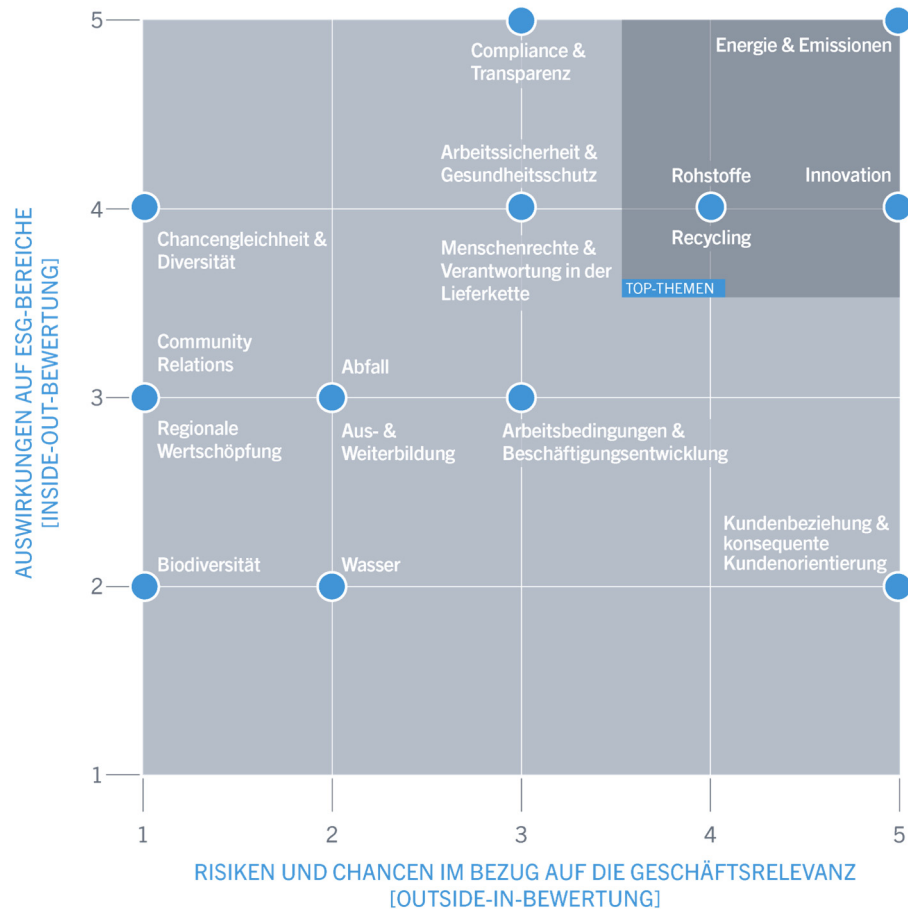 AUSWIRKUNGEN AUF ESG-BEREICHE
[INSIDE-OUT-BEWERTUNG]
5
Compliance &
Transparenz
Energie & Emissionen
Arbeitssicherheit &
Gesundheitsschutz
Rohstoffe
Innovation
4
Chancengleichheit &
Diversität
Menschenrechte &
Verantwortung in der
Lieferkette
Recycling
TOP-THEMEN
Community
Relations
Abfall
3
Regionale
Wertschöpfung
Aus- &
Weiterbildung
Arbeitsbedingungen &
Beschäftigungsentwicklung
Kundenbeziehung &
konsequente
Kundenorientierung
Biodiversität
Wasser
2
1
1
2
3
4
5
RISIKEN UND CHANCEN IM BEZUG AUF DIE GESCHÄFTSRELEVANZ
[OUTSIDE-IN-BEWERTUNG]